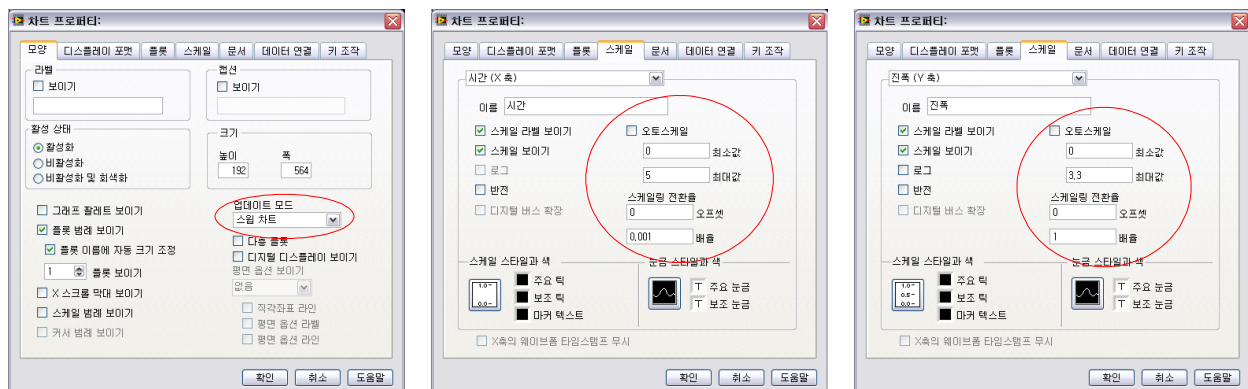 차트 프로퍼티:
모양 디스플레이 포맷 플롯 스케일 문서 데이터 연결 키 조작
라벨
보이기
캡션
보이기
활성 상태
활성화
비활성화
비활성화 및 회색화
크기
높이 폭
192 564
업데이트 모드
스윕 차트
그래프 팔레트 보이기
플롯 범례 보이기
플롯 이름에 자동 크기 조정
1 플롯 보이기
X 스크롤 막대 보이기
스케일 범례 보이기
커서 범례 보이기
다층 플롯
디지털 디스플레이 보이기
평면 옵션 보이기
없음
직각좌표 라인
평면 옵션 라벨
평면 옵션 라인
확인 취소 도움말
차트 프로퍼티:
모양 디스플레이 포맷 플롯 스케일 문서 데이터 연결 키 조작
시간 (X 축)
이름 시간
스케일 라벨 보이기
스케일 보이기
로그
반전
디지털 버스 확장
오토스케일
0 최소값
5 최대값
스케일링 전환율
0 오프셋
0,001 배율
스케일 스타일과 색
1.0
0.0
주요 틱
보조 틱
마커 텍스트
눈금 스타일과 색
주요 눈금
보조 눈금
X축의 웨이브폼 타임스탬프 무시
확인 취소 도움말
차트 프로퍼티:
모양 디스플레이 포맷 플롯 스케일 문서 데이터 연결 키 조작
진폭 (Y 축)
이름 진폭
스케일 라벨 보이기
스케일 보이기
로그
반전
디지털 버스 확장
오토스케일
0 최소값
3,3 최대값
스케일링 전환율
0 오프셋
1 배율
스케일 스타일과 색
1.0
0.5
0.0
주요 틱
보조 틱
마커 텍스트
눈금 스타일과 색
T 주요 눈금
T 보조 눈금
X축의 웨이브폼 타임스탬프 무시
확인 취소 도움말